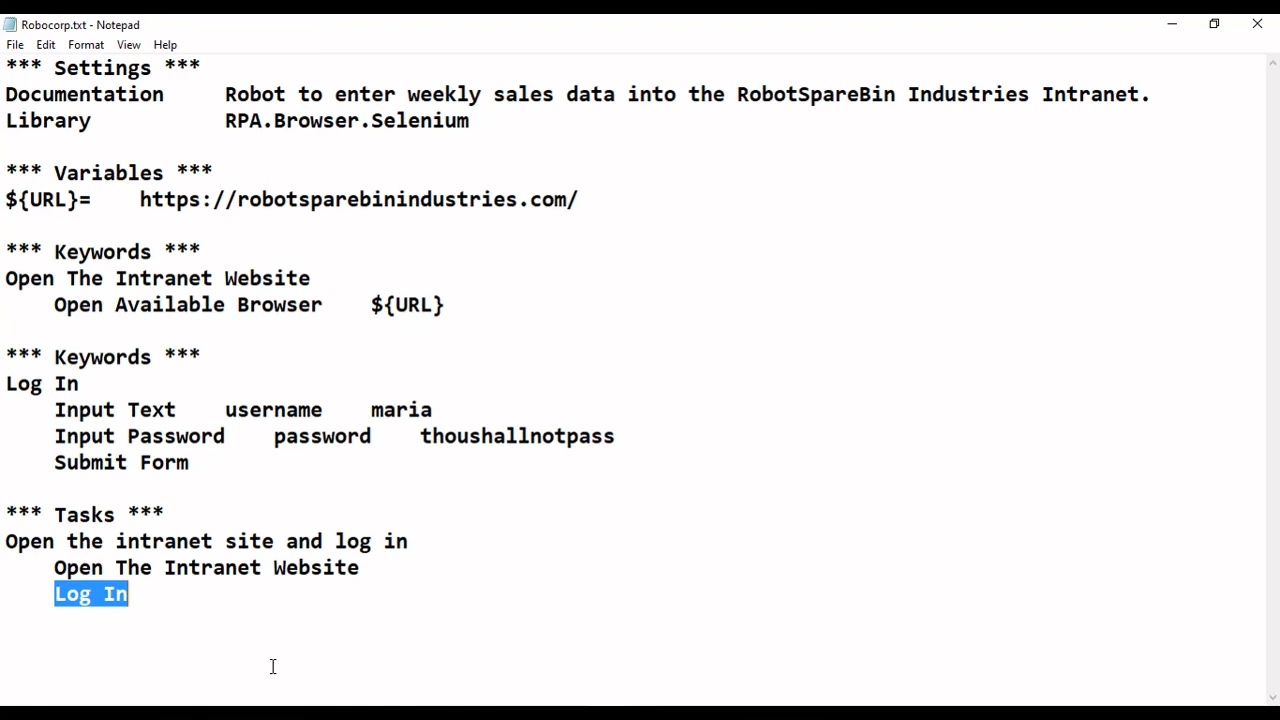 Robocorp.txt - Notepad
File Edit Format View Help
*** Settings ***
Documentation     Robot to enter weekly sales data into the RobotSpareBin Industries Intranet.
Library           RPA.Browser.Selenium
*** Variables ***
${URL}=    https://robotsparebinindustries.com/
*** Keywords ***
Open The Intranet Website
    Open Available Browser    ${URL}
*** Keywords ***
Log In
    Input Text    username    maria
    Input Password    password    thoushallnotpass
    Submit Form
*** Tasks ***
Open the intranet site and log in
    Open The Intranet Website
    Log In